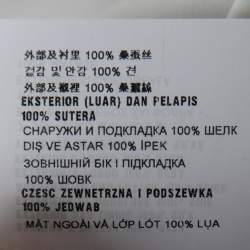 外部及衬里 100% 桑蚕丝
겉감 및 안감 100% 견
外部及襯裡 100% 桑蠶絲
EKSTERIOR (LUAR) DAN PELAPIS
100% SUTERA
СНАРУЖИ И ПОДКЛАДКА 100% ШЕЛК
DIŞ VE ASTAR 100% İPEK
ЗОВНІШНІЙ БІК І ПІДКЛАДКА
100% ШОВК
CZESC ZEWNETRZNA I PODSZEWKA
100% JEDWAB
MẶT NGOÀI VÀ LỚP LÓT 100% LỤA